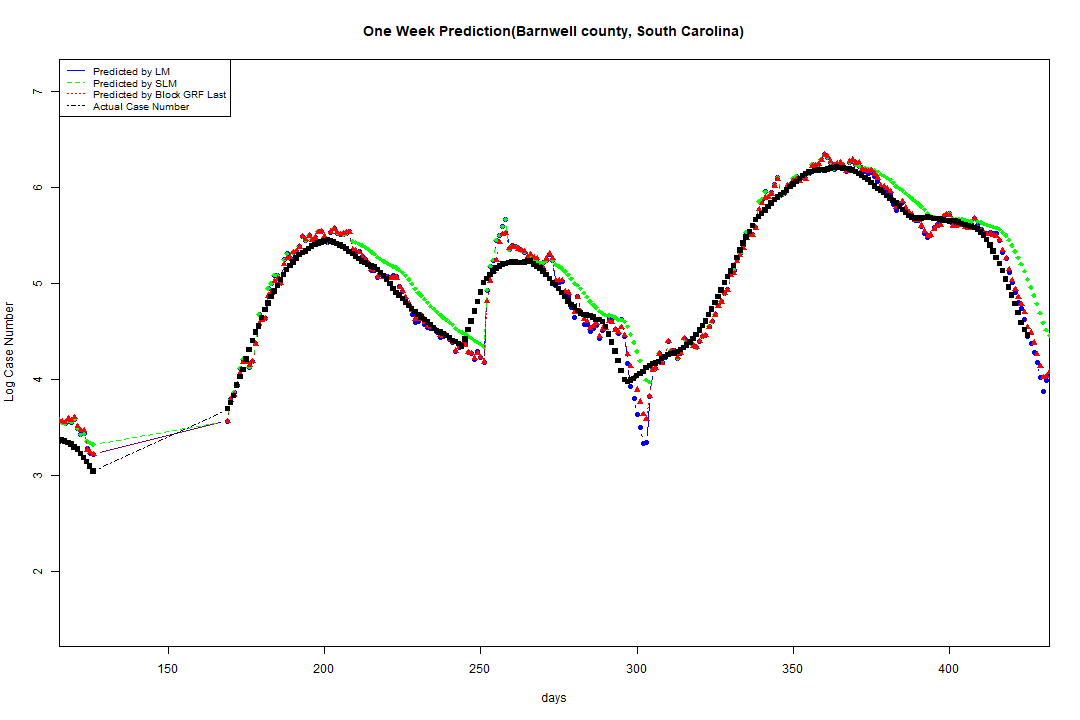 One Week Prediction(Barnwell county, South Carolina)
Predicted by LM
Predicted by SLM
Predicted by Block GRF Last
Actual Case Number
7
6
5
4
3
2
Log Case Number
150 200 250 300 350 400
days